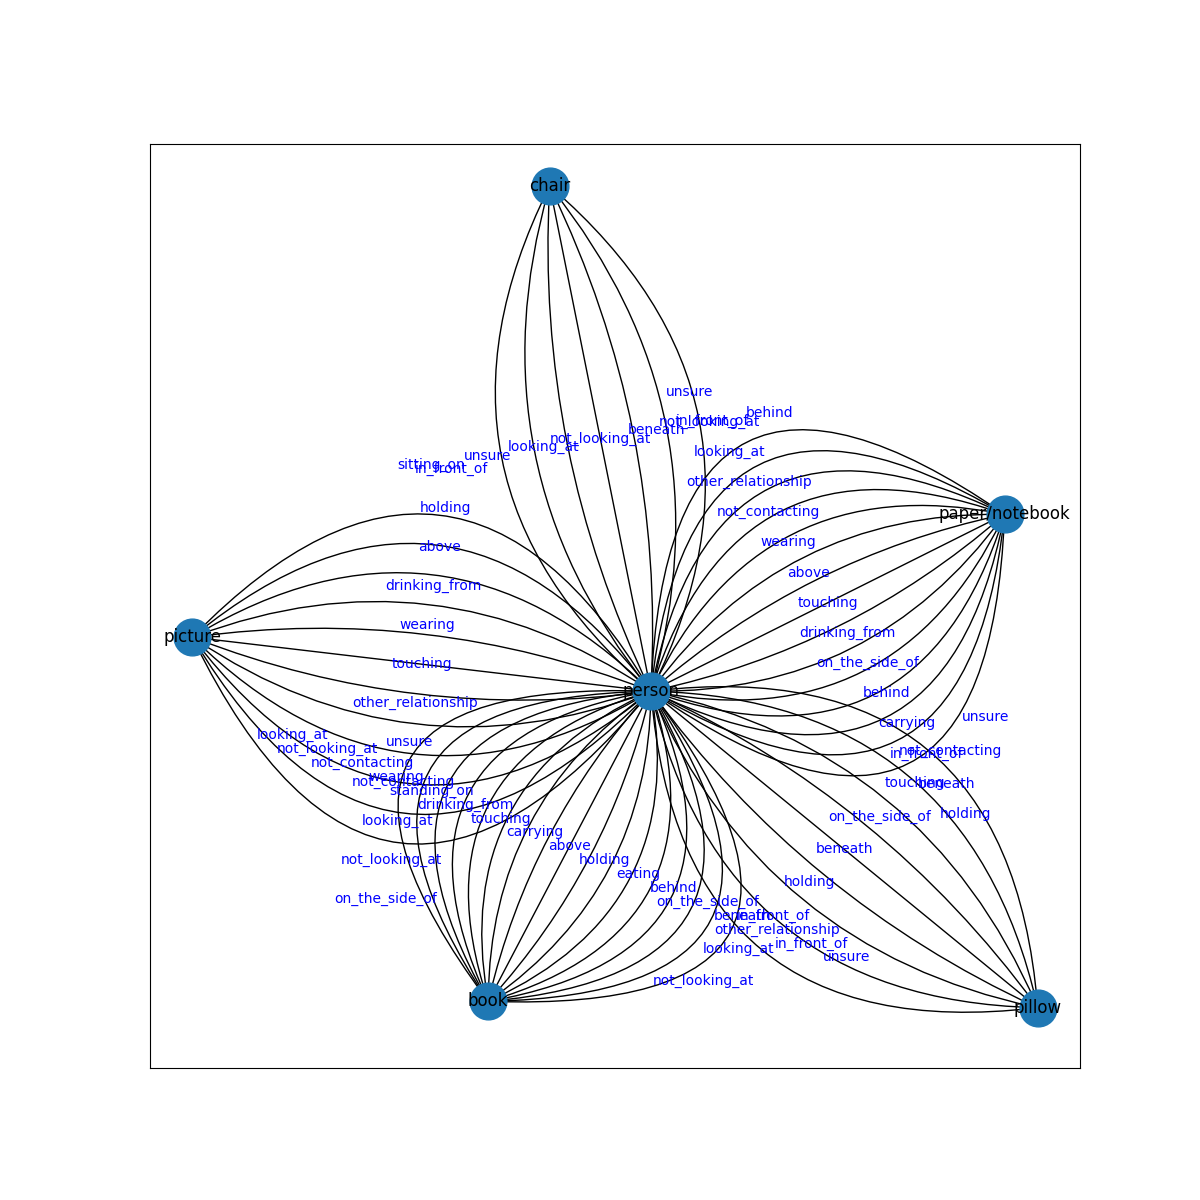 chair
unsure
behind
in_front_of
not_looking_at
beneath
not_looking_at
looking_at
looking_at
unsure
sitting_on
in_front_of
other_relationship
holding
not_contacting
paper/notebook
wearing
above
above
drinking_from
touching
wearing
drinking_from
picture
touching
on_the_side_of
person
behind
other_relationship
unsure
carrying
looking_at
unsure
not_looking_at
not_contacting
in_front_of
not_contacting
wearing
not_contacting
touching
beneath
standing_on
drinking_from
holding
looking_at
touching
on_the_side_of
carrying
above
beneath
not_looking_at
holding
eating
holding
behind
on_the_side_of
on_the_side_of
beneath
in_front_of
other_relationship
in_front_of
looking_at
unsure
not_looking_at
book
pillow